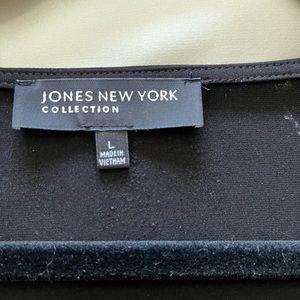 JONES NEW YORK
COLLECTION
L
MADE IN
VIETNAM